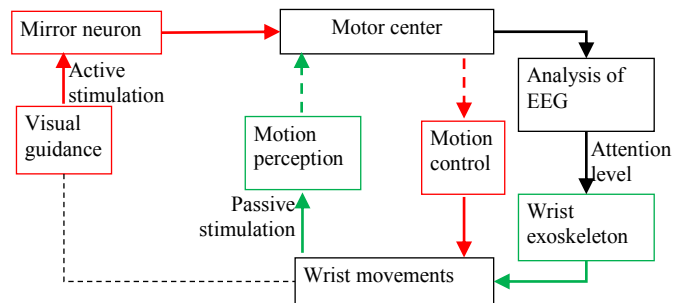 Mirror neuron
Motor center
Active
stimulation
Analysis of
EEG
Visual
guidance
Motion
perception
Motion
control
Attention
level
Passive
stimulation
Wrist
exoskeleton
Wrist movements